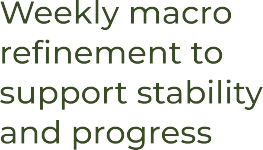 Weekly macro
refinement to
support stability
and progress